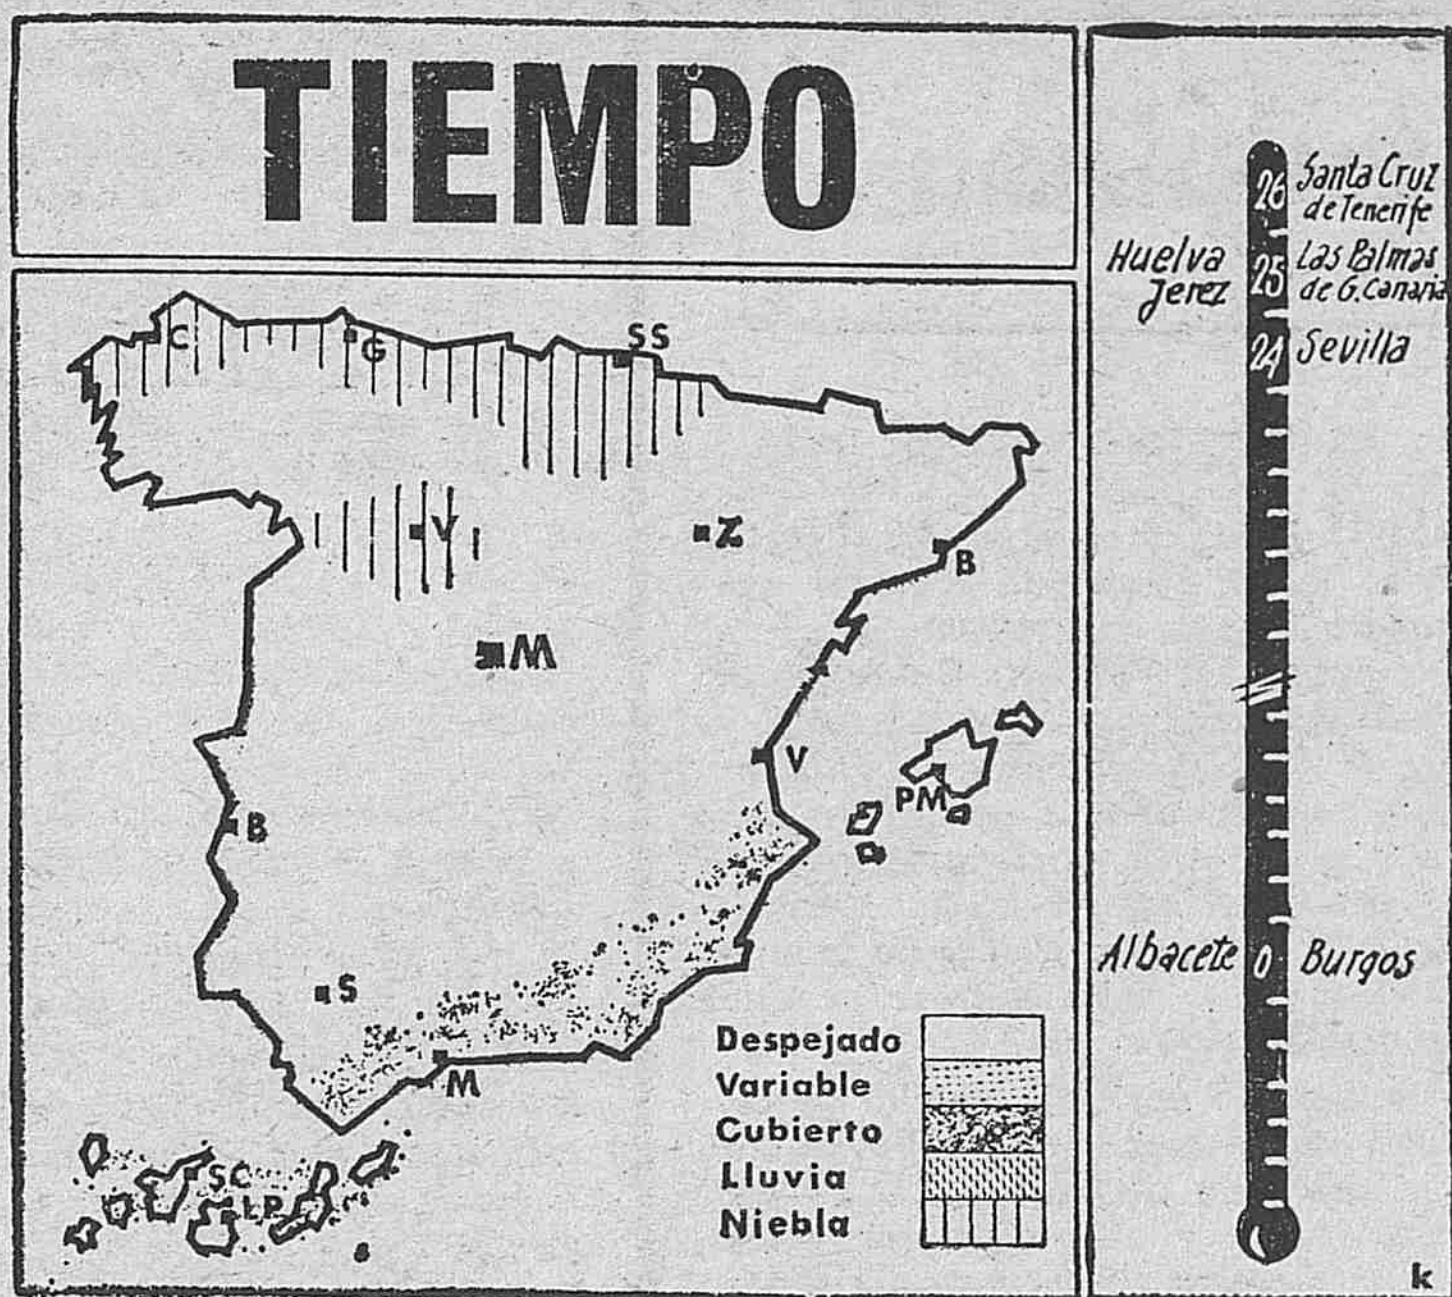 TIEMPO
C
G
SS
V
Z
B
M
V
PM
B
S
M
SC
LP
Despejado
Variable
Cubierto
Lluvia
Niebla
26 Santa Cruz
de Tenerife
Huelva
Jerez
25 Las Palmas
de G. Canaria
24 Sevilla
Albacete 0 Burgos
k